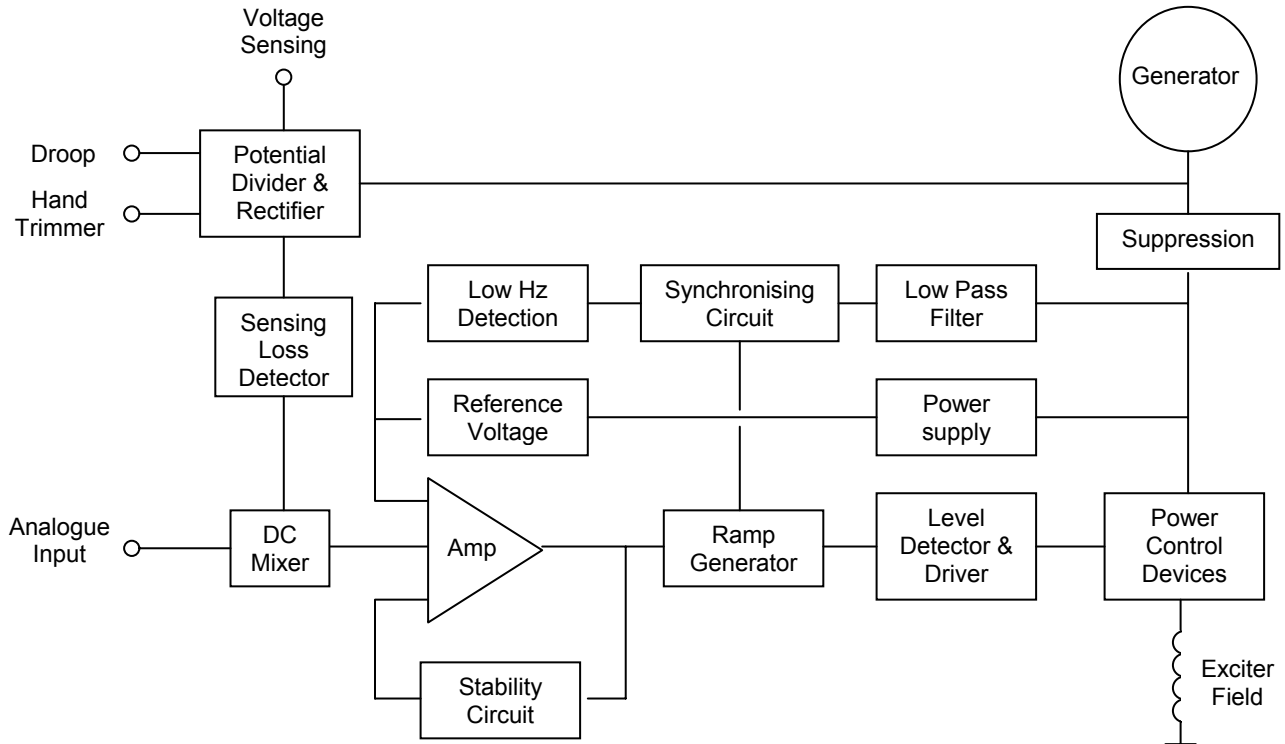 Voltage
Sensing
Generator
Droop
Potential
Divider &
Rectifier
Hand
Trimmer
Suppression
Low Hz
Detection
Synchronising
Circuit
Low Pass
Filter
Sensing
Loss
Detector
Reference
Voltage
Power
supply
Analogue
Input
DC
Mixer
Amp
Ramp
Generator
Level
Detector &
Driver
Power
Control
Devices
Stability
Circuit
Exciter
Field